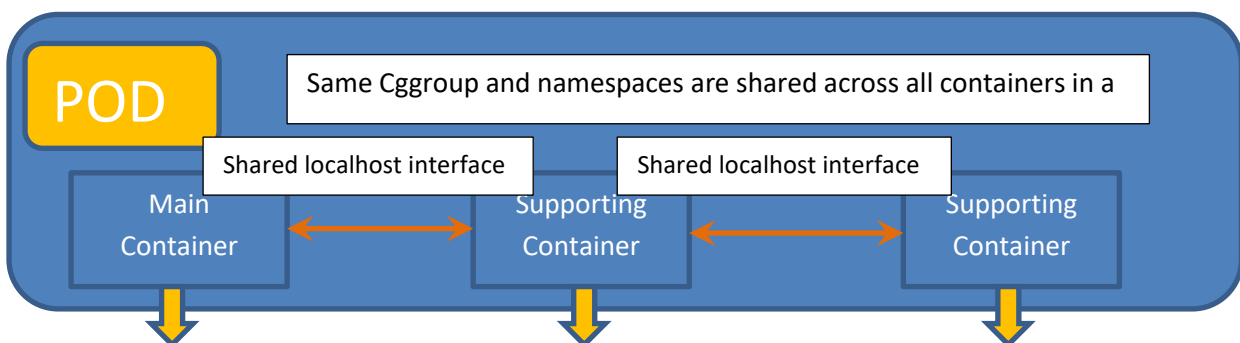 POD
Same Cggroup and namespaces are shared across all containers in a
Shared localhost interface
Shared localhost interface
Main
Container
Supporting
Container
Supporting
Container